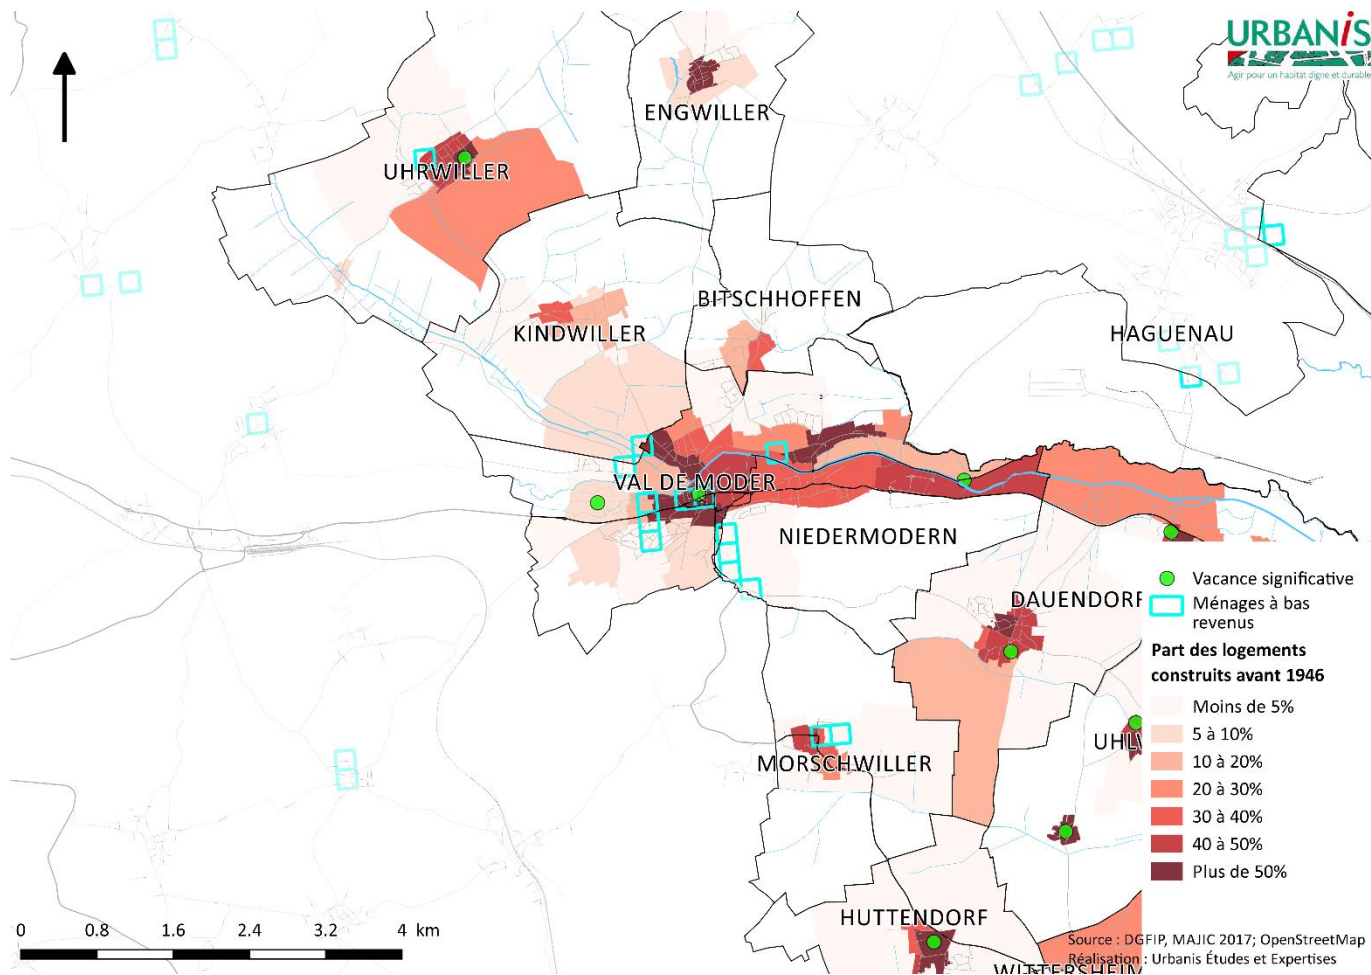 URBANiS
Agir pour un habitat digne et durable
ENGWILLER
UHRWILLER
BITSCHHOFFEN
KINDWILLER
HAGUENAU
VAL DE MODER
NIEDERMODERN
DAUENDORF
MORSCHWILLER
HUTTENDORF
WITTERSHEIM
Vacance significative
Ménages à bas
revenus
Part des logements
construits avant 1946
Moins de 5%
5 à 10%
10 à 20%
20 à 30%
30 à 40%
40 à 50%
Plus de 50%
0 0.8 1.6 2.4 3.2 4 km
Source : DGFIP, MAJIC 2017; OpenStreetMap
Réalisation : Urbanis Études et Expertises